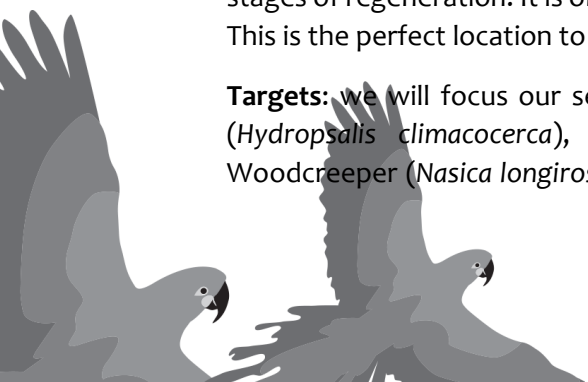 stages of regeneration. It is o
This is the perfect location to
Targets: we will focus our s
(Hydropsalis climacocerca),
Woodcreeper (Nasica longiros